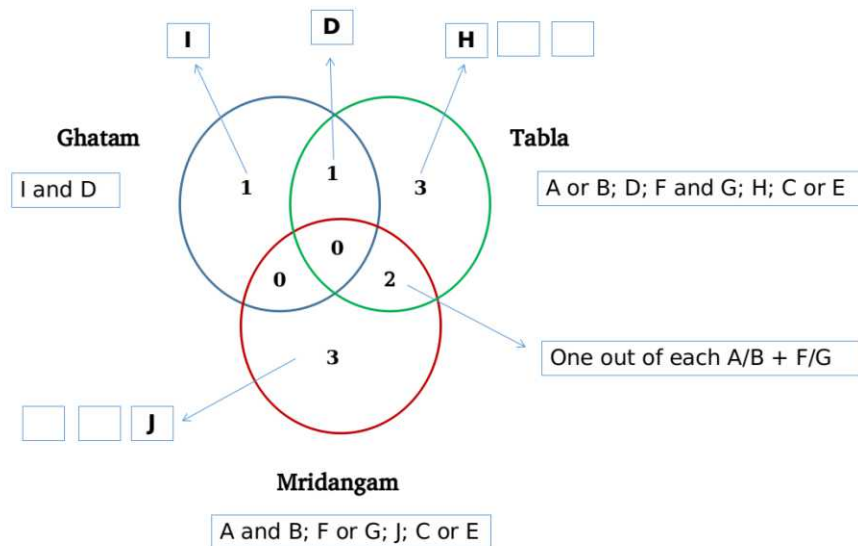 I
D
H
Ghatam
Tabla
I and D
1
1
3
A or B; D; F and G; H; C or E
0
0
2
3
One out of each A/B + F/G
J
Mridangam
A and B; F or G; J; C or E